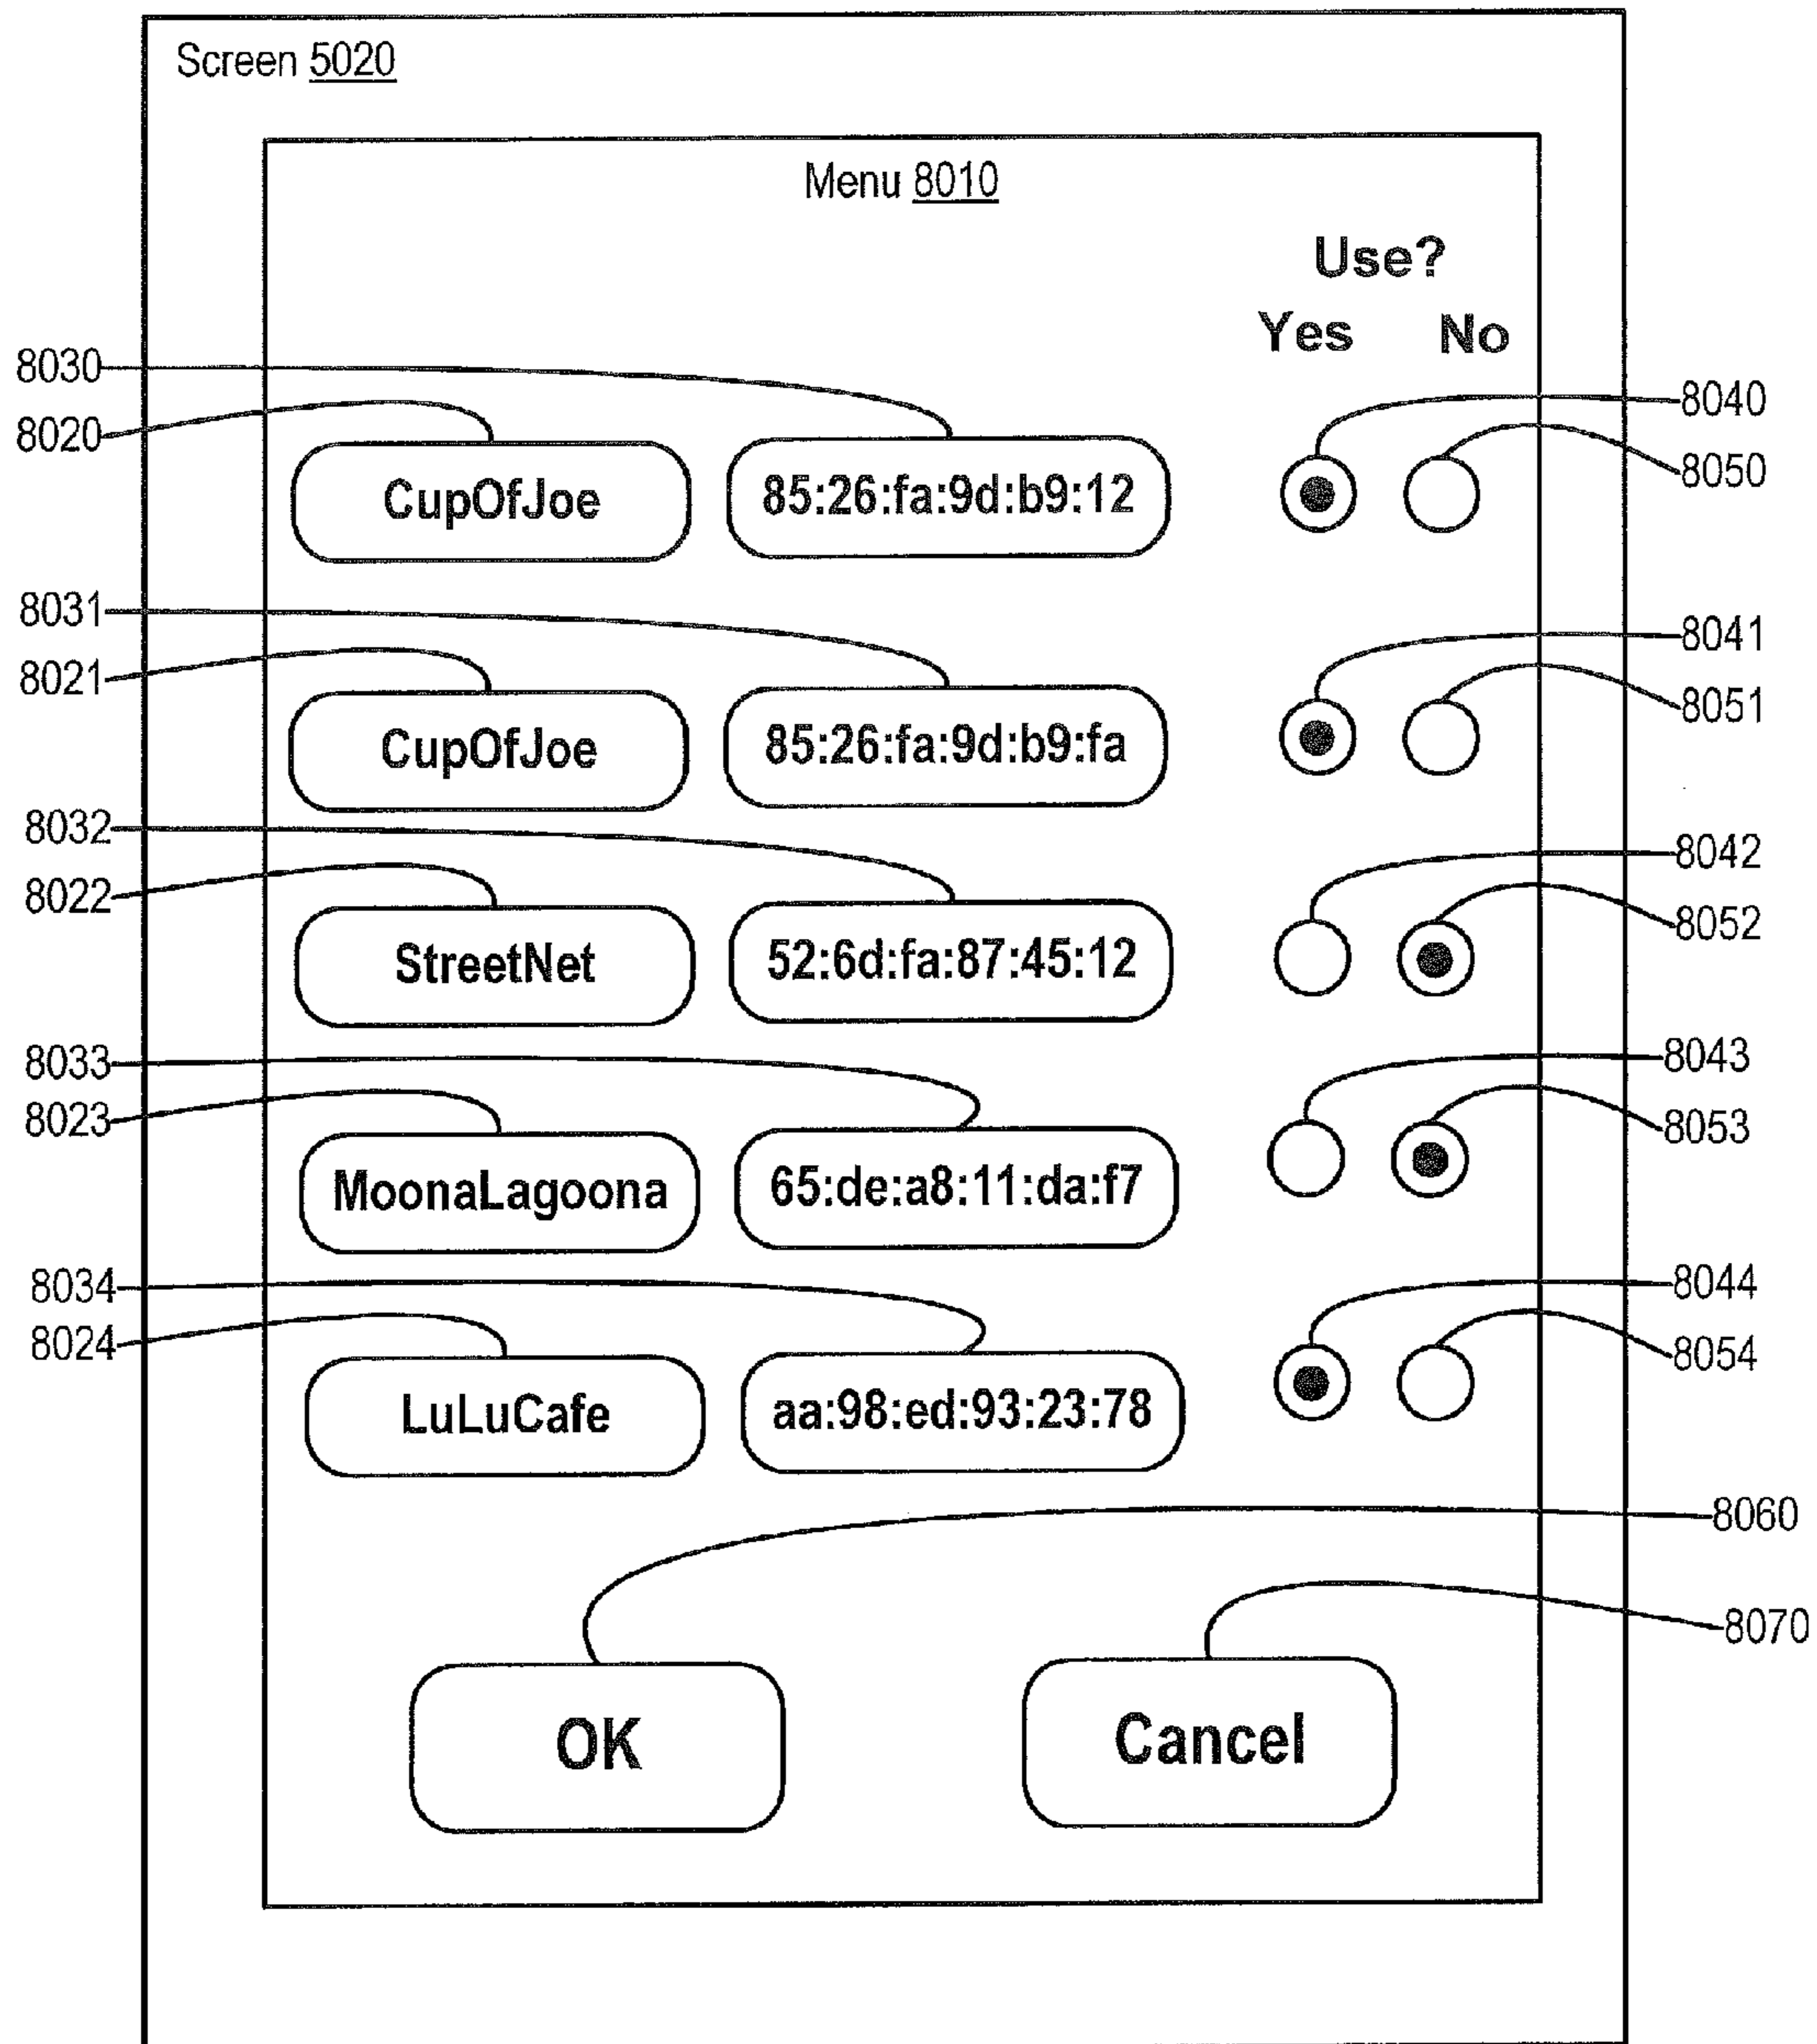 Screen 5020
Menu 8010
Use?
Yes No
8030
8020
CupOfJoe 85:26:fa:9d:b9:12
8040
8050
8031
8021
CupOfJoe 85:26:fa:9d:b9:fa
8041
8051
8032
8022
StreetNet 52:6d:fa:87:45:12
8042
8052
8033
8023
MoonaLagoona 65:de:a8:11:da:f7
8043
8053
8034
8024
LuLuCafe aa:98:ed:93:23:78
8044
8054
8060
8070
OK Cancel